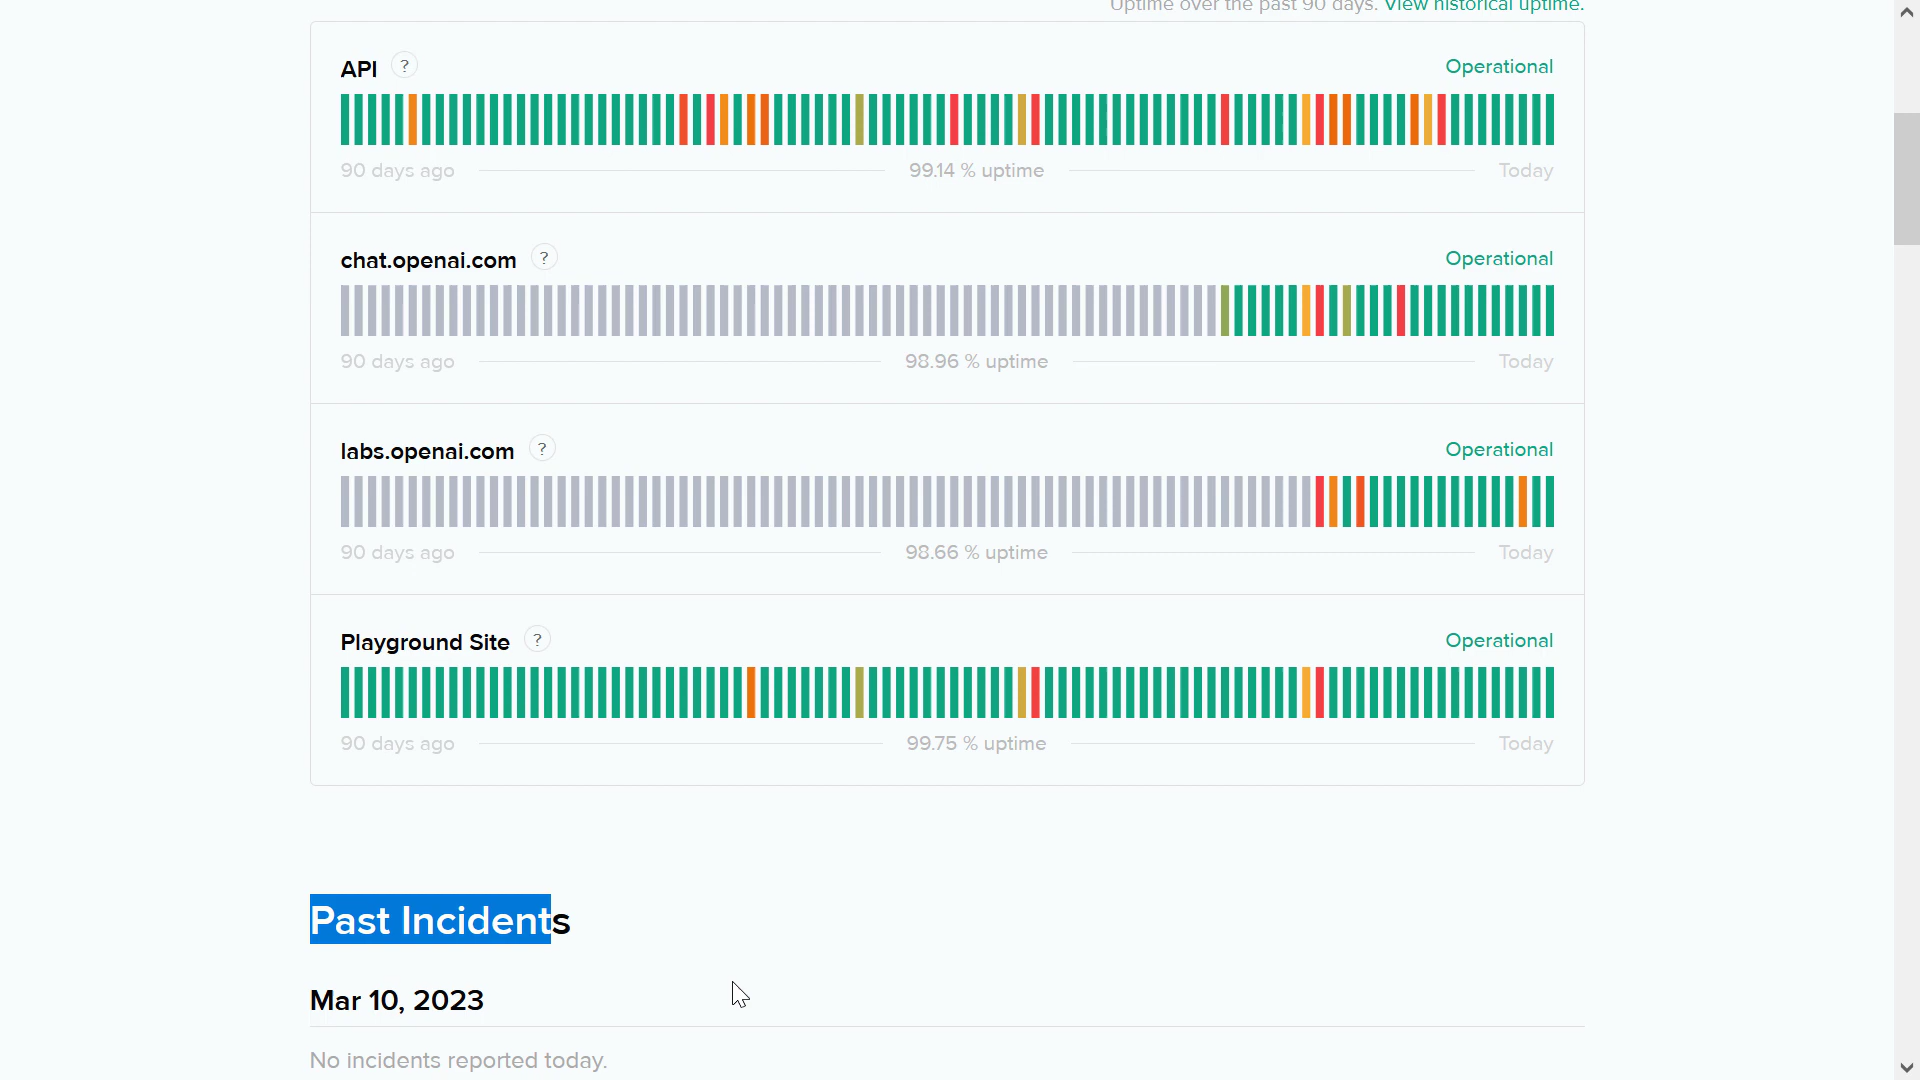 Uptime over the past 90 days. View historical uptime.
API ? Operational
90 days ago 99.14 % uptime Today
chat.openai.com ? Operational
90 days ago 98.96 % uptime Today
labs.openai.com ? Operational
90 days ago 98.66 % uptime Today
Playground Site ? Operational
90 days ago 99.75 % uptime Today
Past Incidents
Mar 10, 2023
No incidents reported today.